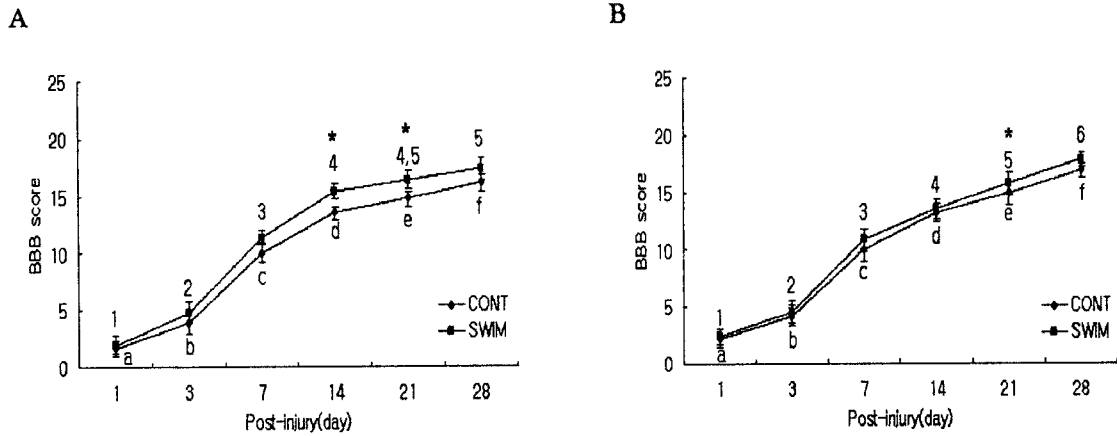 A
BBB score
25
20
15
10
5
0
1
2
3
4
4,5
5
*
*
a
b
c
d
e
f
CONT
SWIM
1 3 7 14 21 28
Post-injury(day)
B
BBB score
25
20
15
10
5
0
1
2
3
4
5
6
*
a
b
c
d
e
f
CONT
SWIM
1 3 7 14 21 28
Post-injury(day)